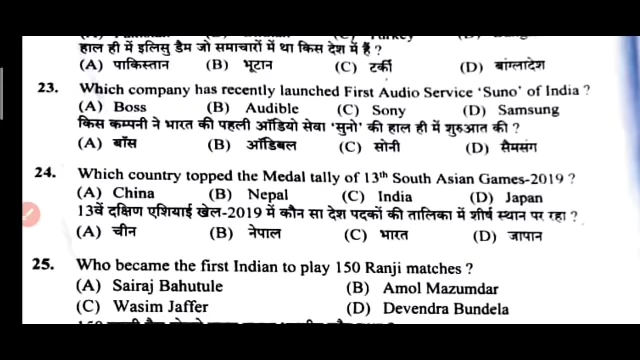 हाल ही में इलिसु डैम जो समाचारों में था किस देश में हैं ?
(A) पाकिस्तान (B) भूटान (C) टर्की (D) बांग्लादेश
23. Which company has recently launched First Audio Service ‘Suno’ of India ?
(A) Boss (B) Audible (C) Sony (D) Samsung
किस कम्पनी ने भारत की पहली ऑडियो सेवा ‘सुनो’ की हाल ही में शुरुआत की ?
(A) बॉस (B) ऑडिबल (C) सोनी (D) सैमसंग
24. Which country topped the Medal tally of 13th South Asian Games-2019 ?
(A) China (B) Nepal (C) India (D) Japan
13वें दक्षिण एशियाई खेल-2019 में कौन सा देश पदकों की तालिका में शीर्ष स्थान पर रहा ?
(A) चीन (B) नेपाल (C) भारत (D) जापान
25. Who became the first Indian to play 150 Ranji matches ?
(A) Sairaj Bahutule (B) Amol Mazumdar
(C) Wasim Jaffer (D) Devendra Bundela